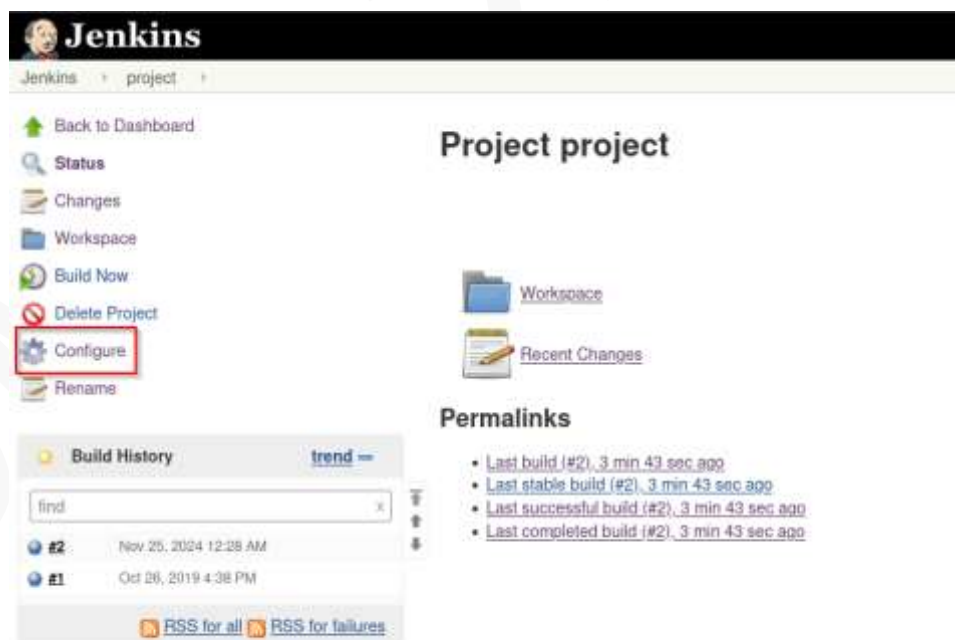 Jenkins
Jenkins › project ›
Back to Dashboard
Status
Changes
Workspace
Build Now
Delete Project
Configure
Rename
Build History trend
find x
#2 Nov 25, 2024 12:28 AM
#1 Oct 26, 2019 4:38 PM
RSS for all RSS for failures
Project project
Workspace
Recent Changes
Permalinks
Last build (#2), 3 min 43 sec ago
Last stable build (#2), 3 min 43 sec ago
Last successful build (#2), 3 min 43 sec ago
Last completed build (#2), 3 min 43 sec ago